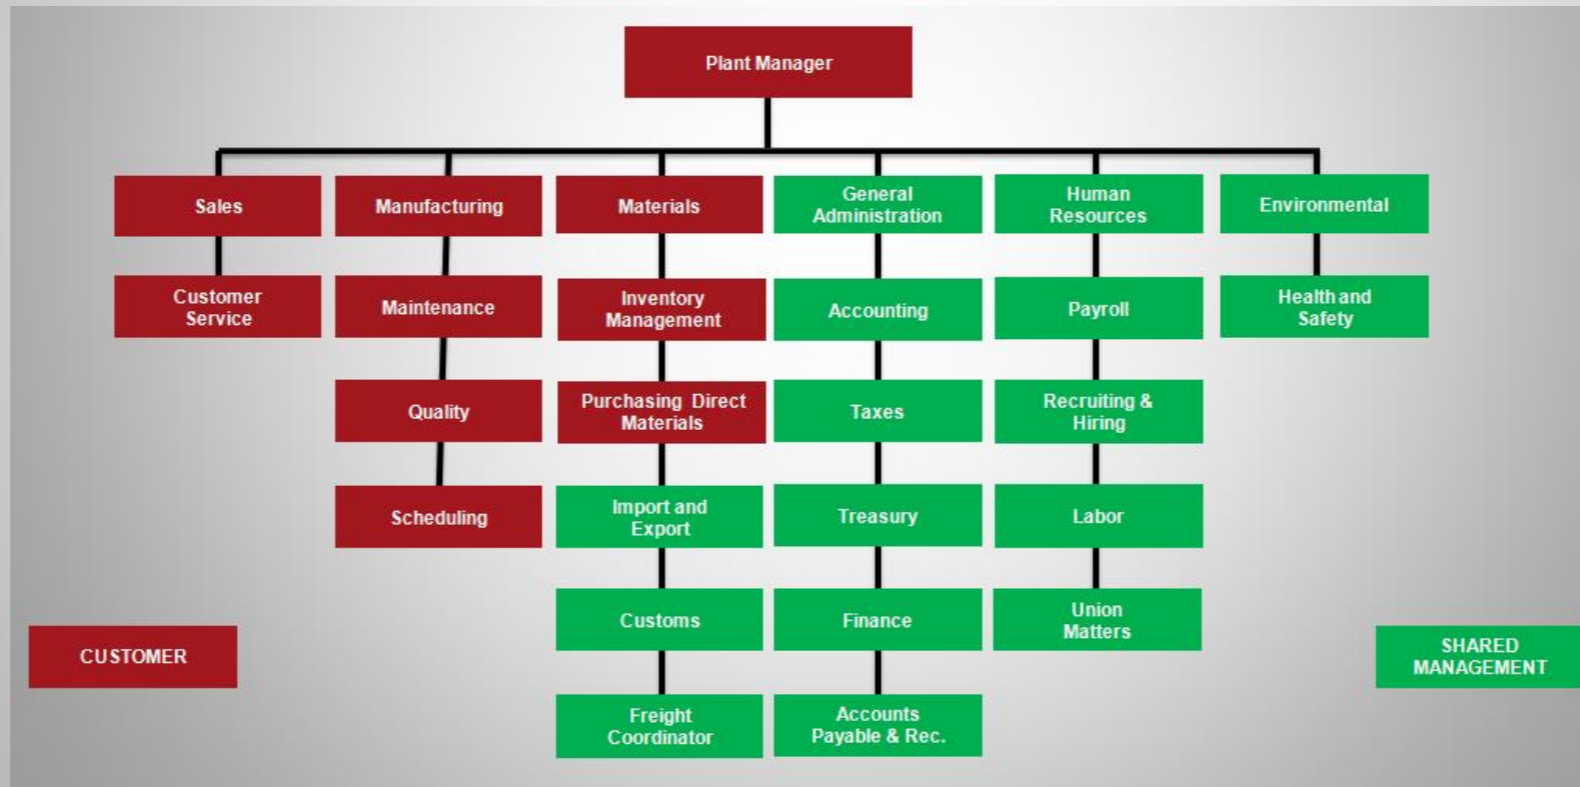 Plant Manager
Sales
Manufacturing
Materials
General
Administration
Human
Resources
Environmental
Customer
Service
Maintenance
Inventory
Management
Accounting
Payroll
Health and
Safety
Quality
Purchasing Direct
Materials
Taxes
Recruiting &
Hiring
Scheduling
Import and
Export
Treasury
Labor
Customs
Finance
Union
Matters
CUSTOMER
SHARED
MANAGEMENT
Freight
Coordinator
Accounts
Payable & Rec.